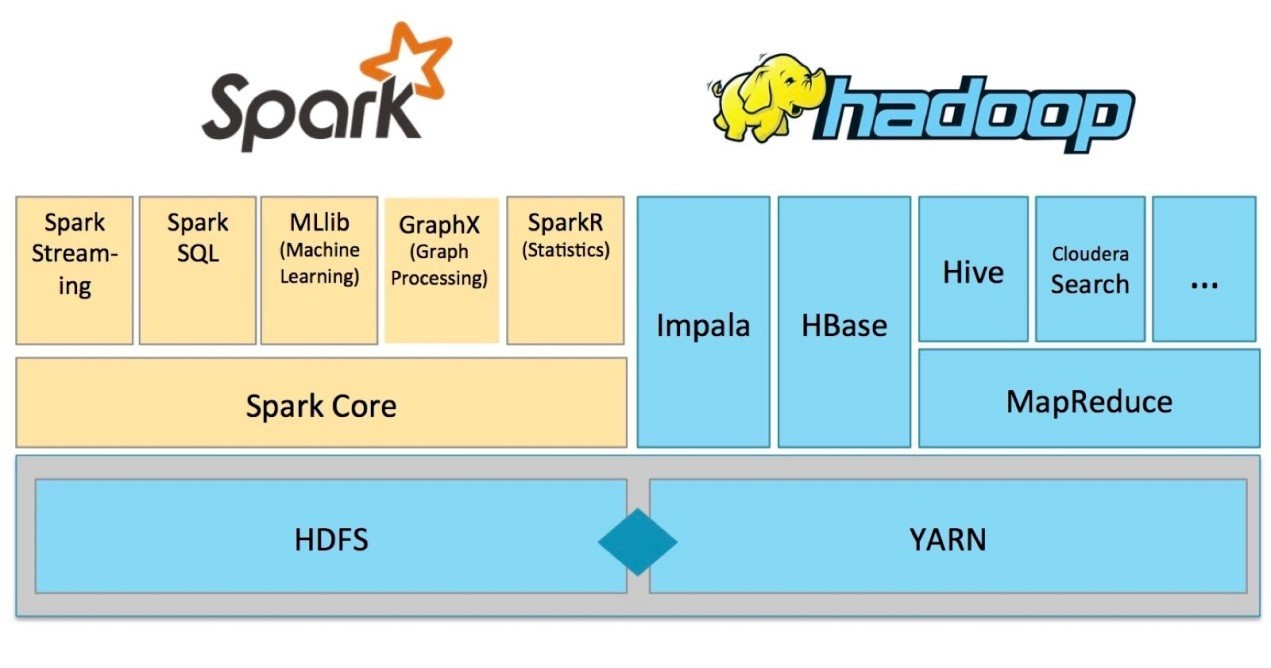 Spark
hadoop
Spark
Stream-
ing
Spark
SQL
MLlib
(Machine
Learning)
GraphX
(Graph
Processing)
SparkR
(Statistics)
Impala
HBase
Hive
Cloudera
Search
...
Spark Core
MapReduce
HDFS
YARN